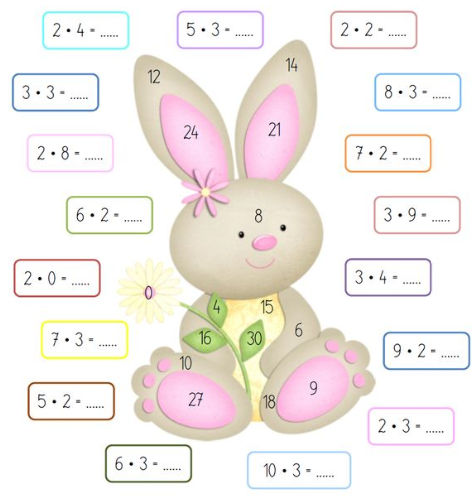 2 • 4 = ......
5 • 3 = ......
2 • 2 = ......
3 • 3 = ......
12
14
8 • 3 = ......
24
21
2 • 8 = ......
7 • 2 = ......
6 • 2 = ......
8
3 • 9 = ......
2 • 0 = ......
0
3 • 4 = ......
4
15
7 • 3 = ......
16
30
6
9 • 2 = ......
10
5 • 2 = ......
27
18
9
2 • 3 = ......
6 • 3 = ......
10 • 3 = ......